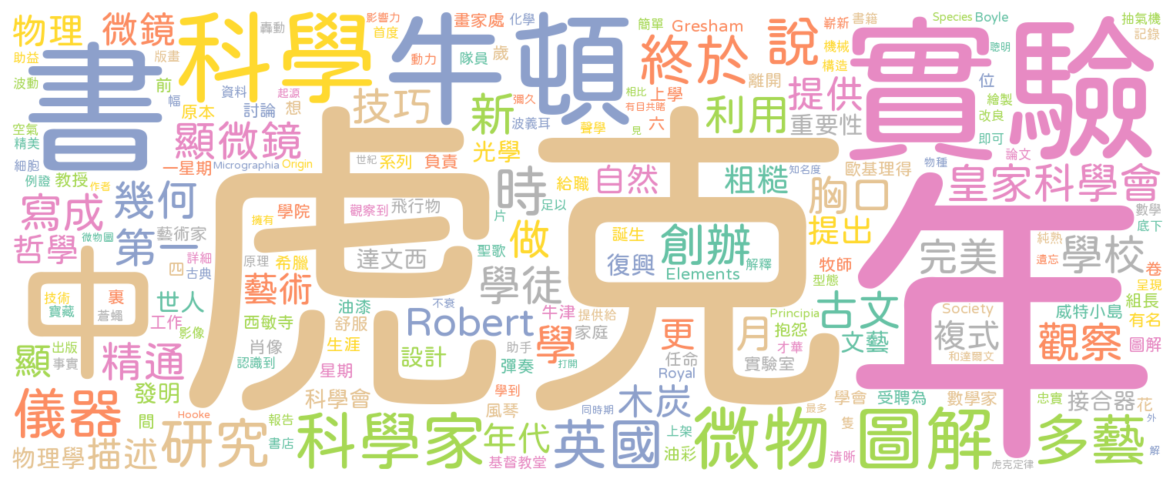 物理
微鏡
科學
牛頓
實驗
書
虎克
年
中
影響力
首度
畫家處
化學
簡單
Gresham
終於
說
嶄新
書籍
Species
Boyle
抽氣機
記錄
助益
版畫
轟動
動力
隊員
歲
機械
聰明
波動
前
幅
資料
起源
技巧
彌久
相比
上學
離開
構造
位
繪製
原本
討論
想
新
有目共睹
利用
提供
重要性
改良
空氣
精美
顯微鏡
波義耳
聲學
見
六
即可
論文
細胞
一星期
Micrographia
Origin
世紀
系列
負責
光學
知名度
物種
歐基理得
例證
教授
作者
觀察到
飛行物
時
片
給職
足以
自然
粗糙
胸口
皇家科學會
寫成
幾何
學院
擁有
數學
底下
哲學
微物圖
第一
藝術家
達文西
聖歌
做
誕生
創辦
提出
完美
學校
四
詳細
古典
原理
希臘
復興
Elements
解釋
牧師
純熟
遺忘
卷
呈現
技術
寶藏
裏
蒼蠅
世人
藝術
油漆
不衰
學徒
型態
古文
威特小島
組長
有名
顯
工作
影像
西敏寺
舒服
Robert
牛津
提供給
家庭
更
月
Principia
抱怨
文藝
Society
複式
觀察
圖解
出版
事實
精通
認識到
肖像
生涯
設計
助手
彈奏
學
任命
才華
實驗室
Royal
和達爾文
發明
星期
打開
儀器
間
Hooke
科學會
學到
風琴
木炭
學會
受聘為
數學家
忠實
接合器
花
物理學
描述
研究
報告
書店
科學家
年代
基督教堂
同時期
英國
上架
油彩
微物
最多
隻
清晰
圖解
虎克定律
多藝
外
解